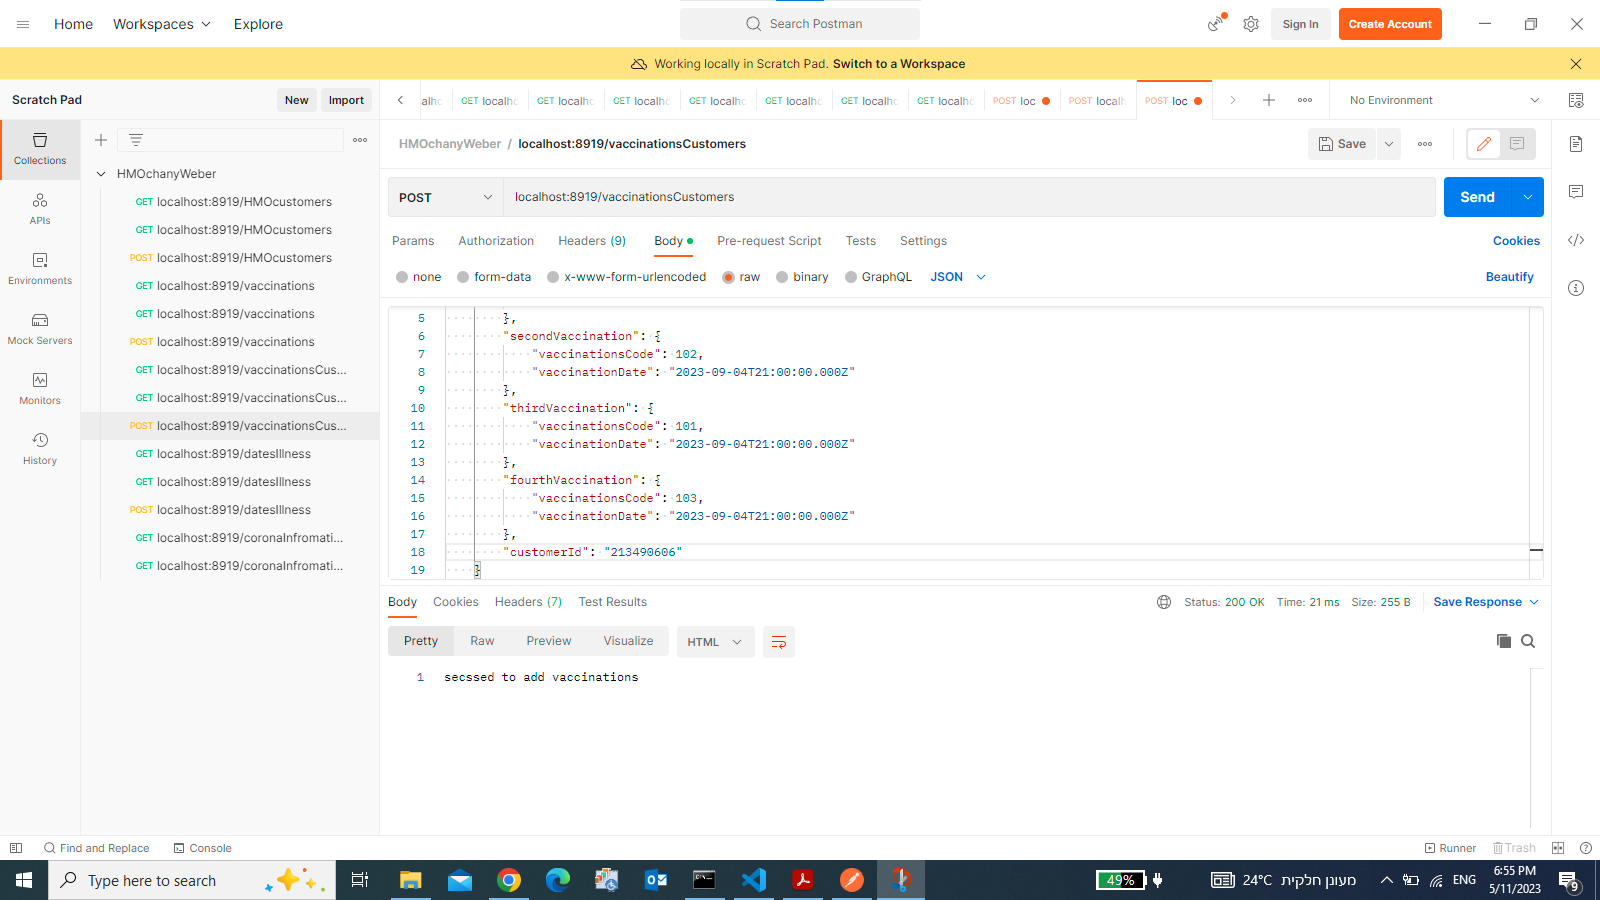 Home Workspaces Explore Search Postman Sign In Create Account
Working locally in Scratch Pad. Switch to a Workspace
Scratch Pad New Import
GET localhc GET localhc GET localh GET localhc GET localhc GET localhc GET localhc POST loc POST localh POST loc No Environment
HMOchanyWeber / localhost:8919/vaccinationsCustomers Save
POST localhost:8919/vaccinationsCustomers Send
Params Authorization Headers (9) Body Pre-request Script Tests Settings Cookies
none form-data x-www-form-urlencoded raw binary GraphQL JSON Beautify
Collections
APIs
Environments
Mock Servers
Monitors
History
HMOchanyWeber
GET localhost:8919/HMOcustomers
GET localhost:8919/HMOcustomers
POST localhost:8919/HMOcustomers
GET localhost:8919/vaccinations
GET localhost:8919/vaccinations
POST localhost:8919/vaccinations
GET localhost:8919/vaccinationsCus...
GET localhost:8919/vaccinationsCus...
POST localhost:8919/vaccinationsCus...
GET localhost:8919/datesIllness
GET localhost:8919/datesIllness
POST localhost:8919/datesIllness
GET localhost:8919/coronaInfromati...
GET localhost:8919/coronaInfromati...
5 },
6 "secondVaccination": {
7 "vaccinationsCode": 102,
8 "vaccinationDate": "2023-09-04T21:00:00.000Z"
9 },
10 "thirdVaccination": {
11 "vaccinationsCode": 101,
12 "vaccinationDate": "2023-09-04T21:00:00.000Z"
13 },
14 "fourthVaccination": {
15 "vaccinationsCode": 103,
16 "vaccinationDate": "2023-09-04T21:00:00.000Z"
17 },
18 "customerId": "213490606"
19 }
Body Cookies Headers (7) Test Results Status: 200 OK Time: 21 ms Size: 255 B Save Response
Pretty Raw Preview Visualize HTML
1 secssed to add vaccinations
Find and Replace Console Runner Trash
Type here to search 49% 24°C מעונן חלקית ENG 6:55 PM
5/11/2023 9